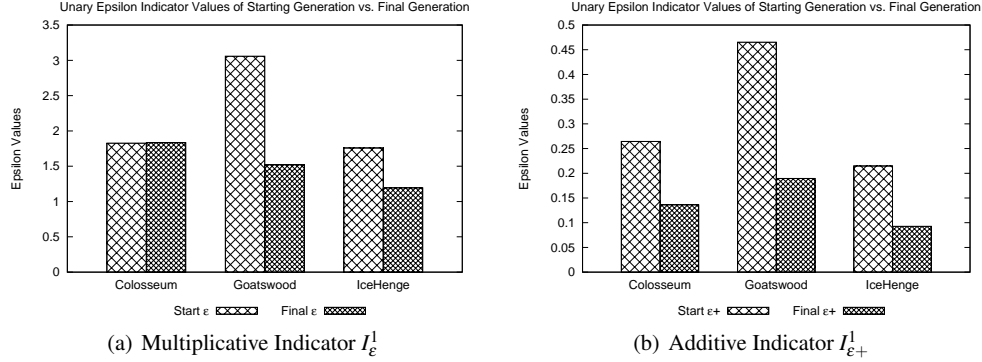 Unary Epsilon Indicator Values of Starting Generation vs. Final Generation
3.5
3
2.5
2
1.5
1
0.5
0
Epsilon Values
Colosseum Goatswood IceHenge
Start ε Final ε
(a) Multiplicative Indicator I¹ε
Unary Epsilon Indicator Values of Starting Generation vs. Final Generation
0.5
0.45
0.4
0.35
0.3
0.25
0.2
0.15
0.1
0.05
0
Epsilon Values
Colosseum Goatswood IceHenge
Start ε+ Final ε+
(b) Additive Indicator I¹ε+